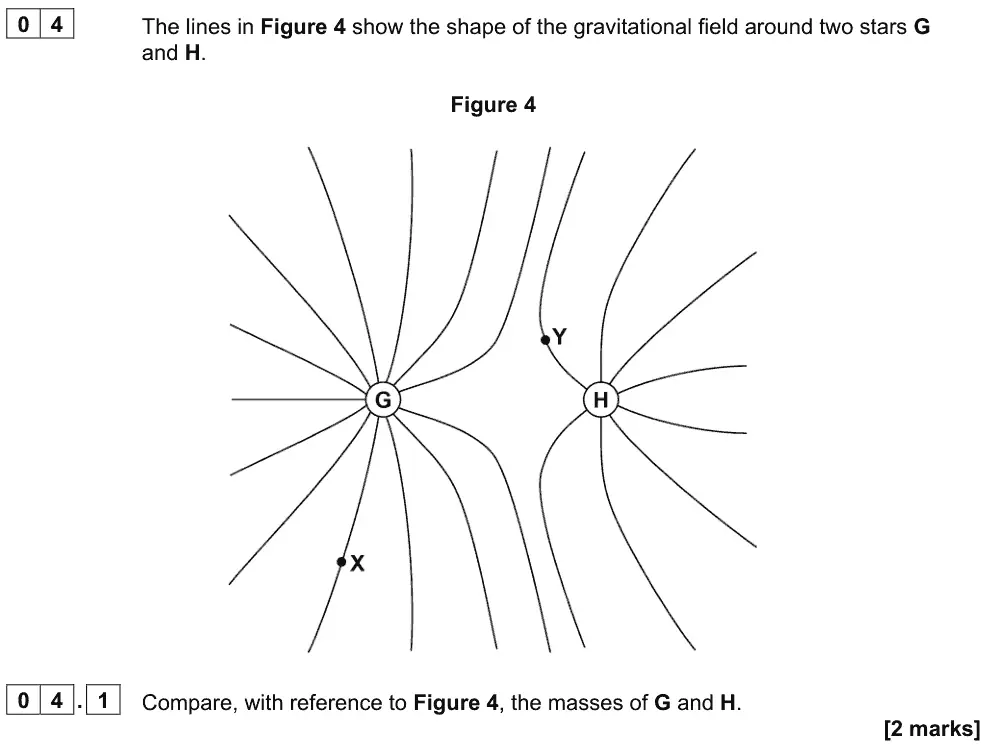 0 4 The lines in Figure 4 show the shape of the gravitational field around two stars G
and H.
Figure 4
Y
G H
X
0 4 . 1 Compare, with reference to Figure 4, the masses of G and H.
[2 marks]